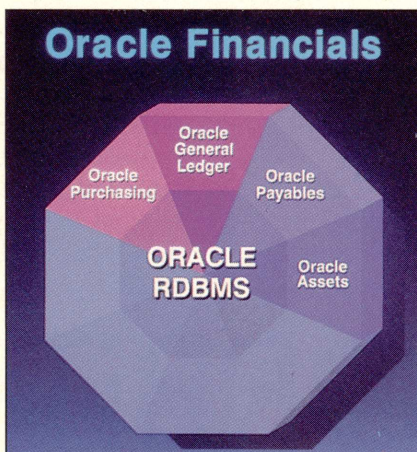 Oracle Financials
Oracle
General
Ledger
Oracle
Purchasing
Oracle
Payables
ORACLE
RDBMS
Oracle
Assets